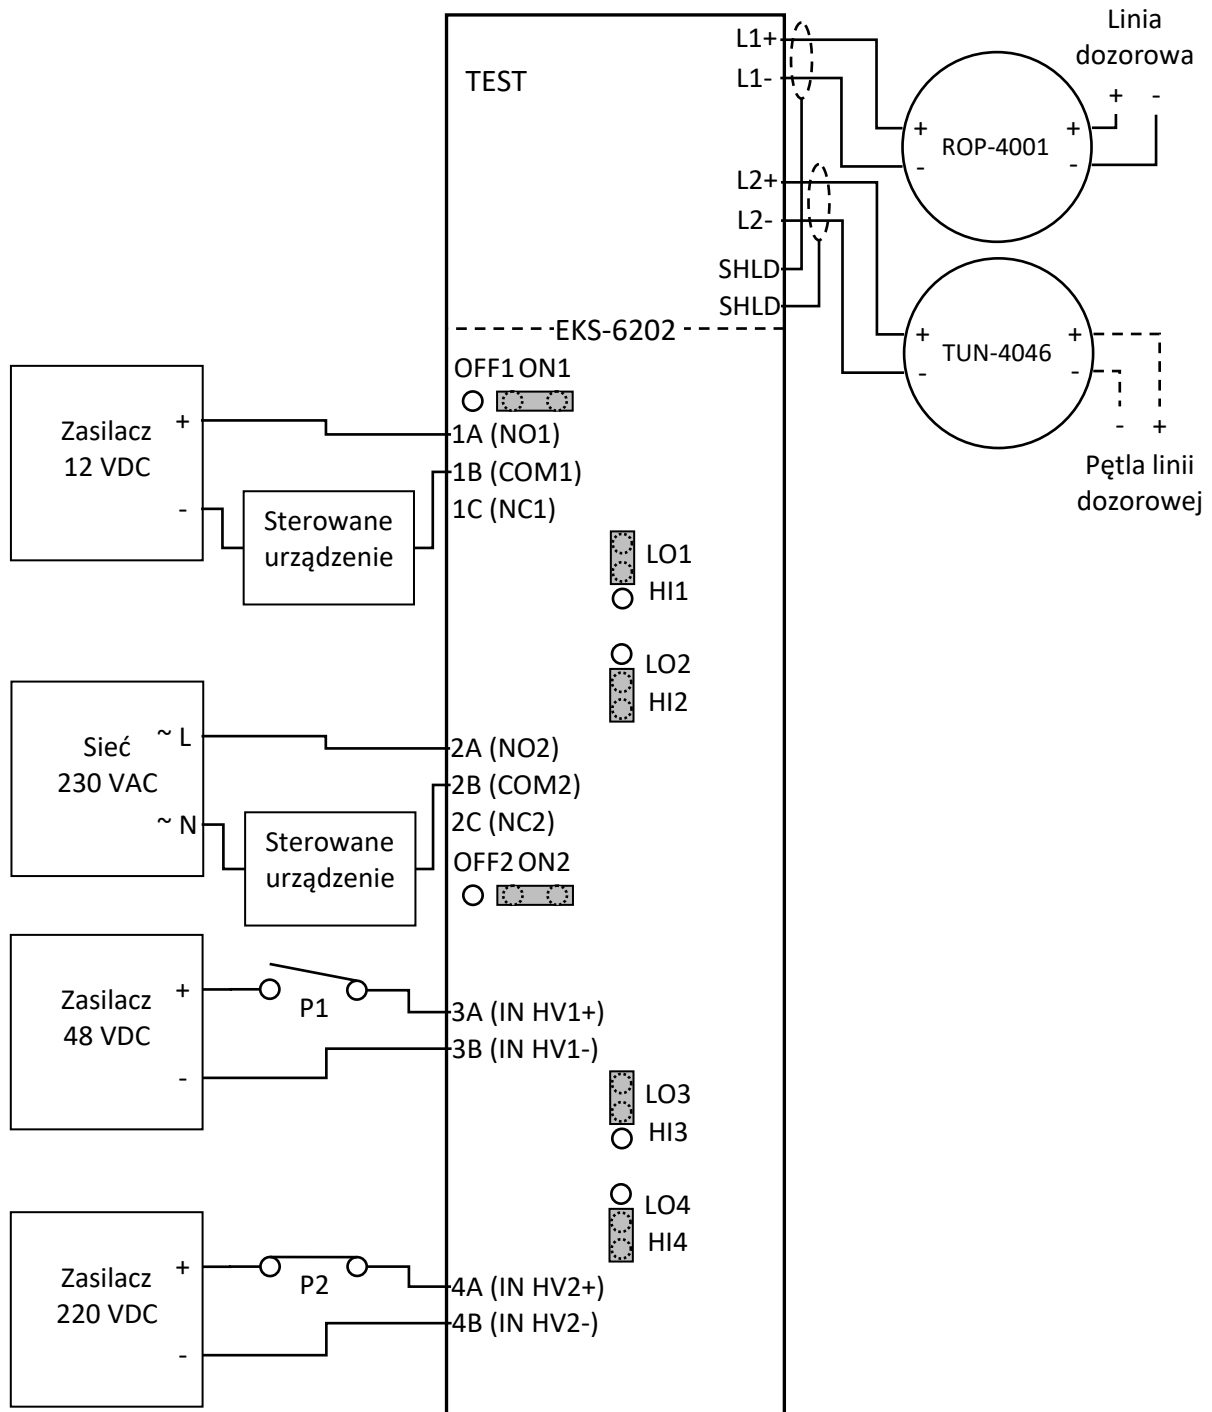 TEST
L1+
L1-
L2+
L2-
SHLD
SHLD
Linia
dozorowa
+ -
+ +
ROP-4001
- -
+ +
TUN-4046
- -
- +
Pętla linii
dozorowej
EKS-6202
OFF1 ON1
1A (NO1)
1B (COM1)
1C (NC1)
Zasilacz
12 VDC
+
-
Sterowane
urządzenie
LO1
HI1
LO2
HI2
Sieć
230 VAC
~ L
~ N
2A (NO2)
2B (COM2)
2C (NC2)
OFF2 ON2
Sterowane
urządzenie
Zasilacz
48 VDC
+
-
P1
3A (IN HV1+)
3B (IN HV1-)
LO3
HI3
LO4
HI4
Zasilacz
220 VDC
+
-
P2
4A (IN HV2+)
4B (IN HV2-)